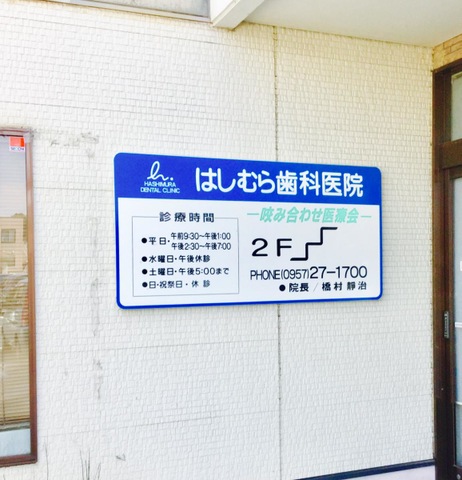 h.
HASHIMURA
DENTAL CLINIC
はしむら歯科医院
―咬み合わせ医療会―
診療時間
●平日・午前9:30～午後1:00
午後2:30～午後7:00
●水曜日・午後休診
●土曜日・午後5:00まで
●日・祝祭日・休診
2F
PHONE(0957)27-1700
●院長/橋村靜治